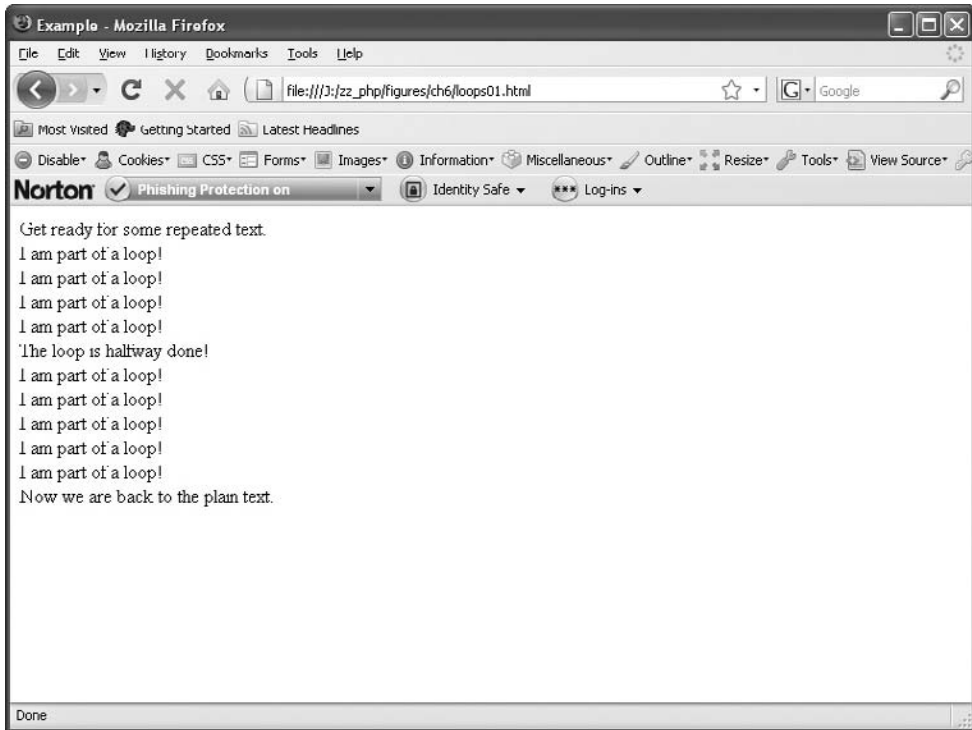 Example - Mozilla Firefox
File Edit View History Bookmarks Tools Help
file:///J:/zz_php/figures/ch6/loops01.html G Google
Most Visited Getting Started Latest Headlines
Disable Cookies CSS Forms Images Information Miscellaneous Outline Resize Tools View Source
Norton Phishing Protection on Identity Safe Log-ins
Get ready for some repeated text.
I am part of a loop!
I am part of a loop!
I am part of a loop!
I am part of a loop!
The loop is halfway done!
I am part of a loop!
I am part of a loop!
I am part of a loop!
I am part of a loop!
I am part of a loop!
Now we are back to the plain text.
Done